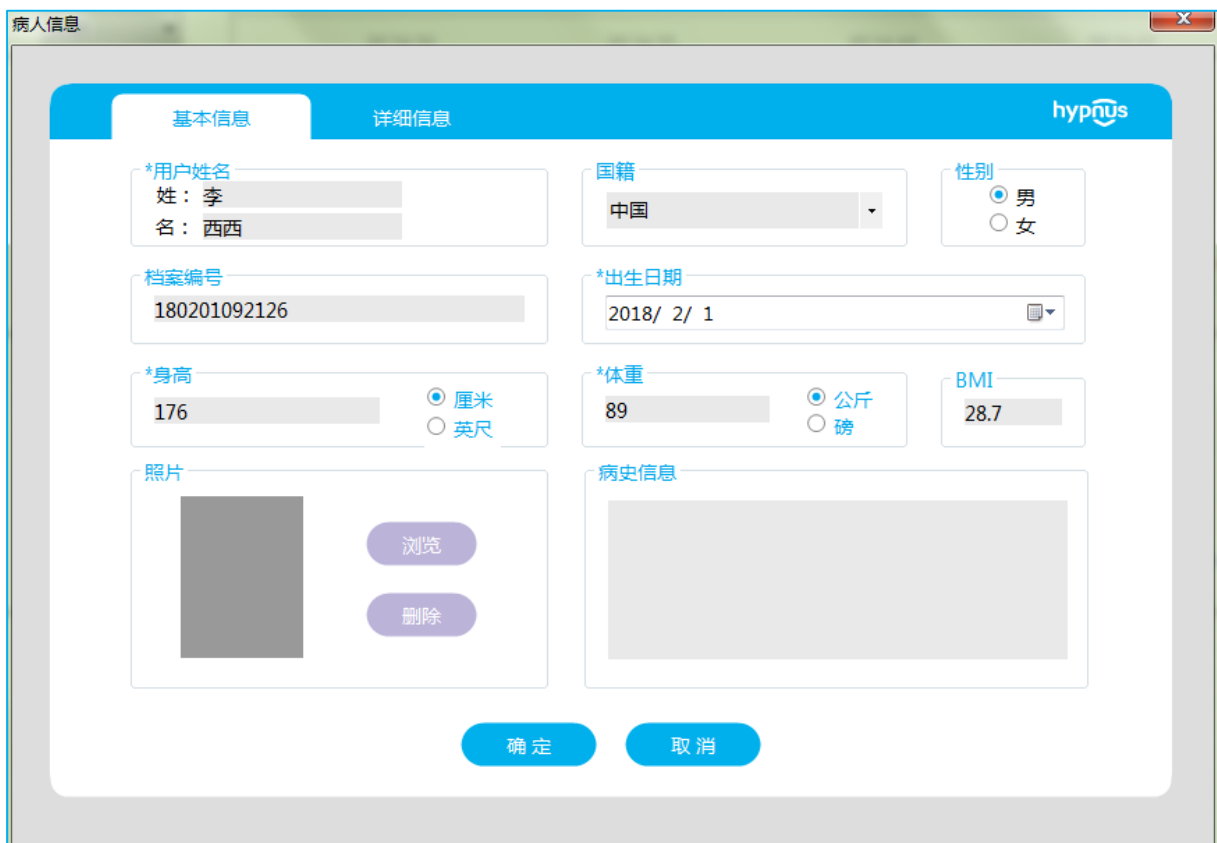 病人信息
基本信息 详细信息 hypnus
*用户姓名
姓：李
名：西西
国籍
中国
性别
男
女
档案编号
180201092126
*出生日期
2018/ 2/ 1
*身高
176
厘米
英尺
*体重
89
公斤
磅
BMI
28.7
照片
浏览
删除
病史信息
确定 取消